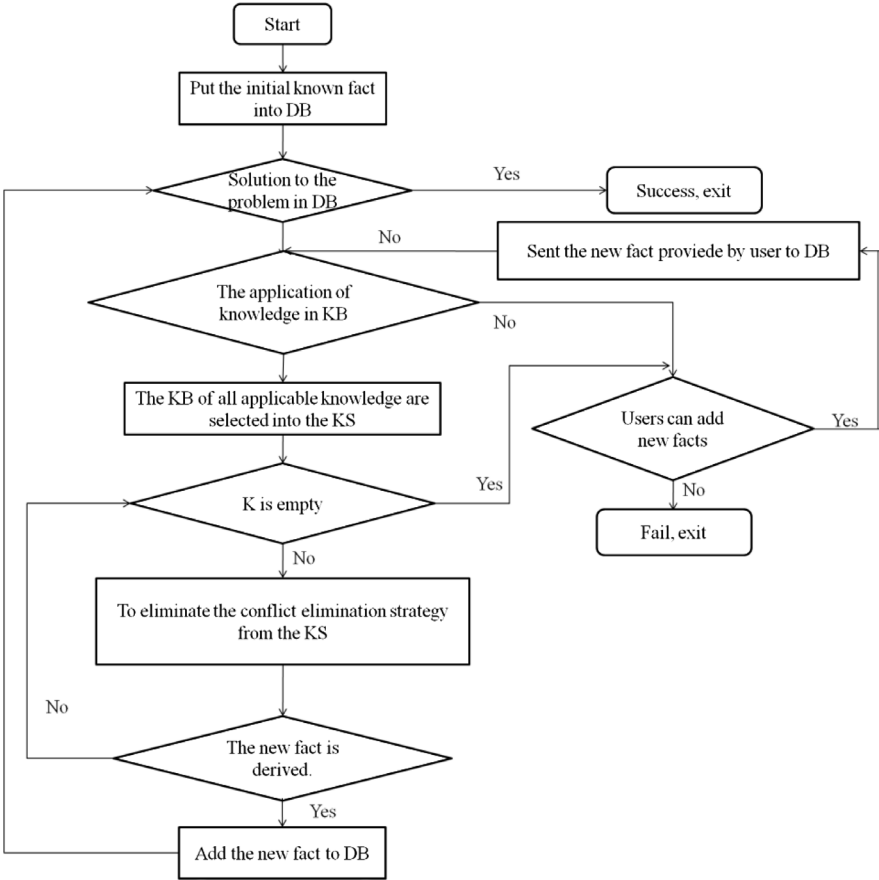 Start
Put the initial known fact
into DB
Solution to the
problem in DB
Yes
Success, exit
No
Sent the new fact proviede by user to DB
The application of
knowledge in KB
No
The KB of all applicable knowledge are
selected into the KS
Users can add
new facts
Yes
K is empty
Yes
No
Fail, exit
No
To eliminate the conflict elimination strategy
from the KS
No
The new fact is
derived.
Yes
Add the new fact to DB